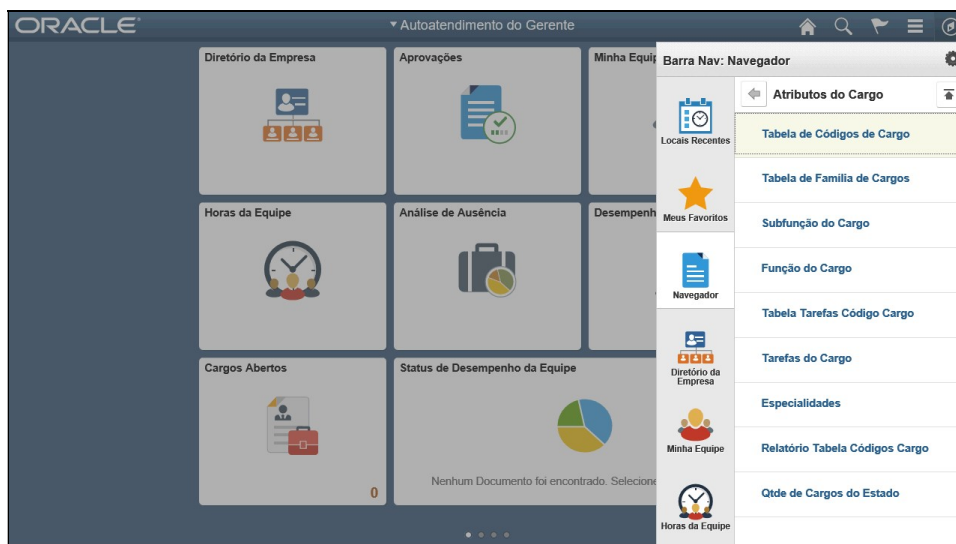 ORACLE
Autoatendimento do Gerente
Diretório da Empresa
Aprovações
Minha Equip
Horas da Equipe
Análise de Ausência
Desempenh
Cargos Abertos
0
Status de Desempenho da Equipe
Nenhum Documento foi encontrado. Selecione
Barra Nav: Navegador
Locais Recentes
Meus Favoritos
Navegador
Diretório da
Empresa
Minha Equipe
Horas da Equipe
Atributos do Cargo
Tabela de Códigos de Cargo
Tabela de Família de Cargos
Subfunção do Cargo
Função do Cargo
Tabela Tarefas Código Cargo
Tarefas do Cargo
Especialidades
Relatório Tabela Códigos Cargo
Qtde de Cargos do Estado